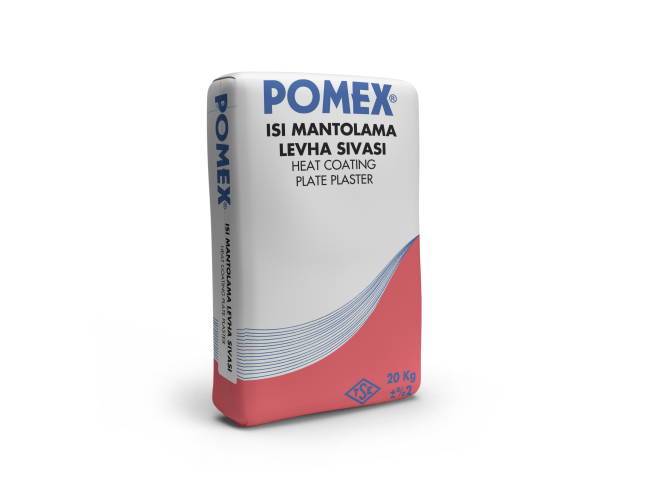 POMEX®
ISI MANTOLAMA
LEVHA SIVASI
HEAT COATING
PLATE PLASTER
POMEX®
ISI MANTOLAMA LEVHA SIVASI
HEAT COATING PLATE PLASTER
TSE
20 Kg
±%2